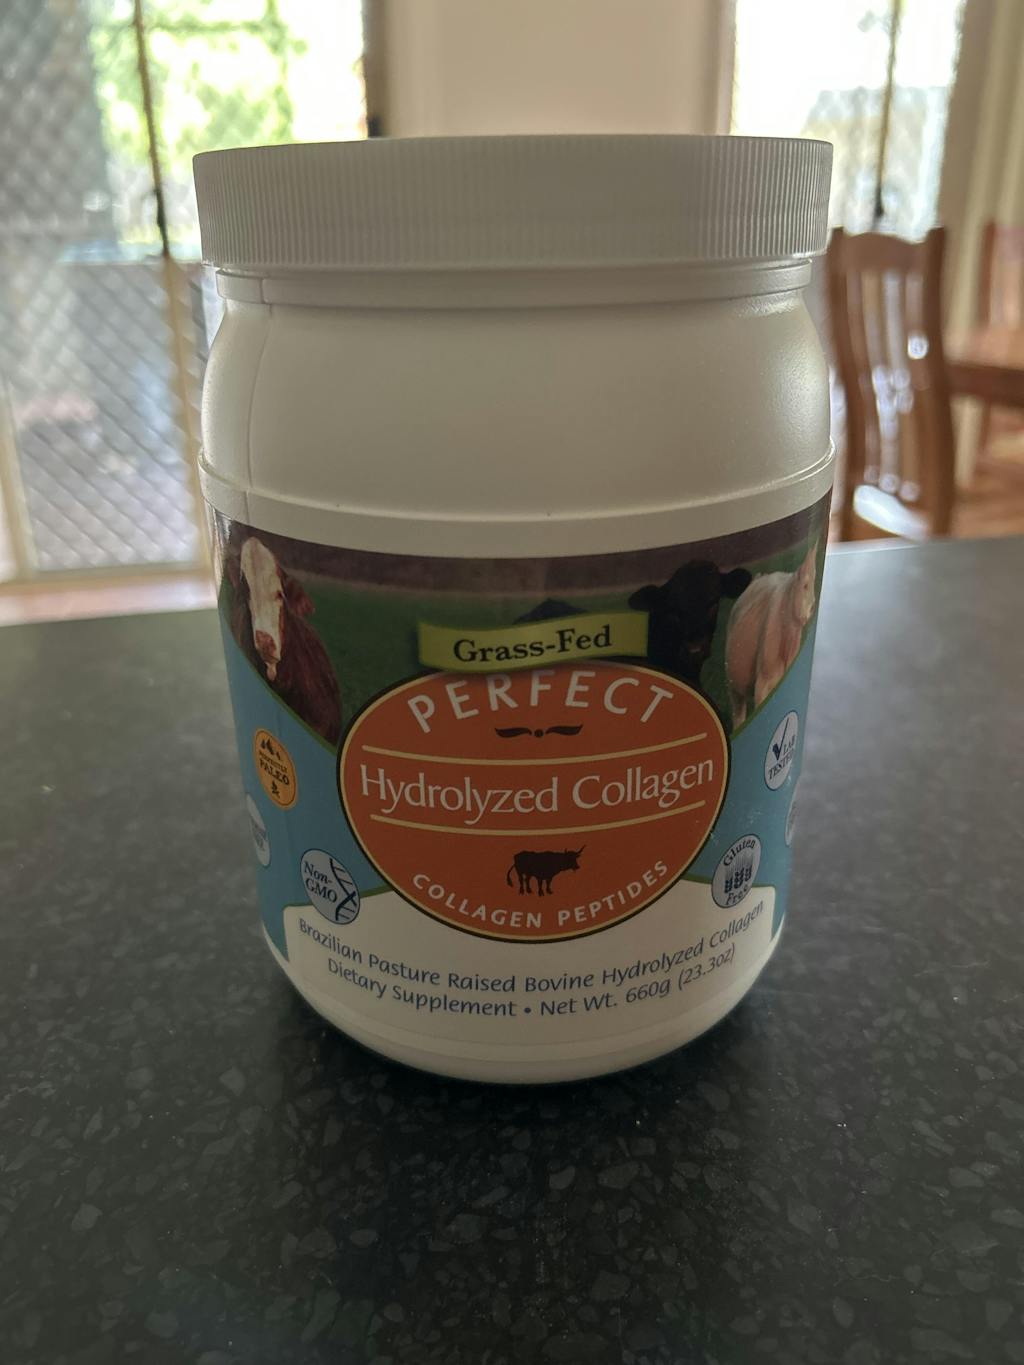 Grass-Fed
PERFECT
Hydrolyzed Collagen
COLLAGEN PEPTIDES
PALEO
LAB
TESTED
Non-
GMO
Gluten
Free
Brazilian Pasture Raised Bovine Hydrolyzed Collagen
Dietary Supplement • Net Wt. 660g (23.3oz)